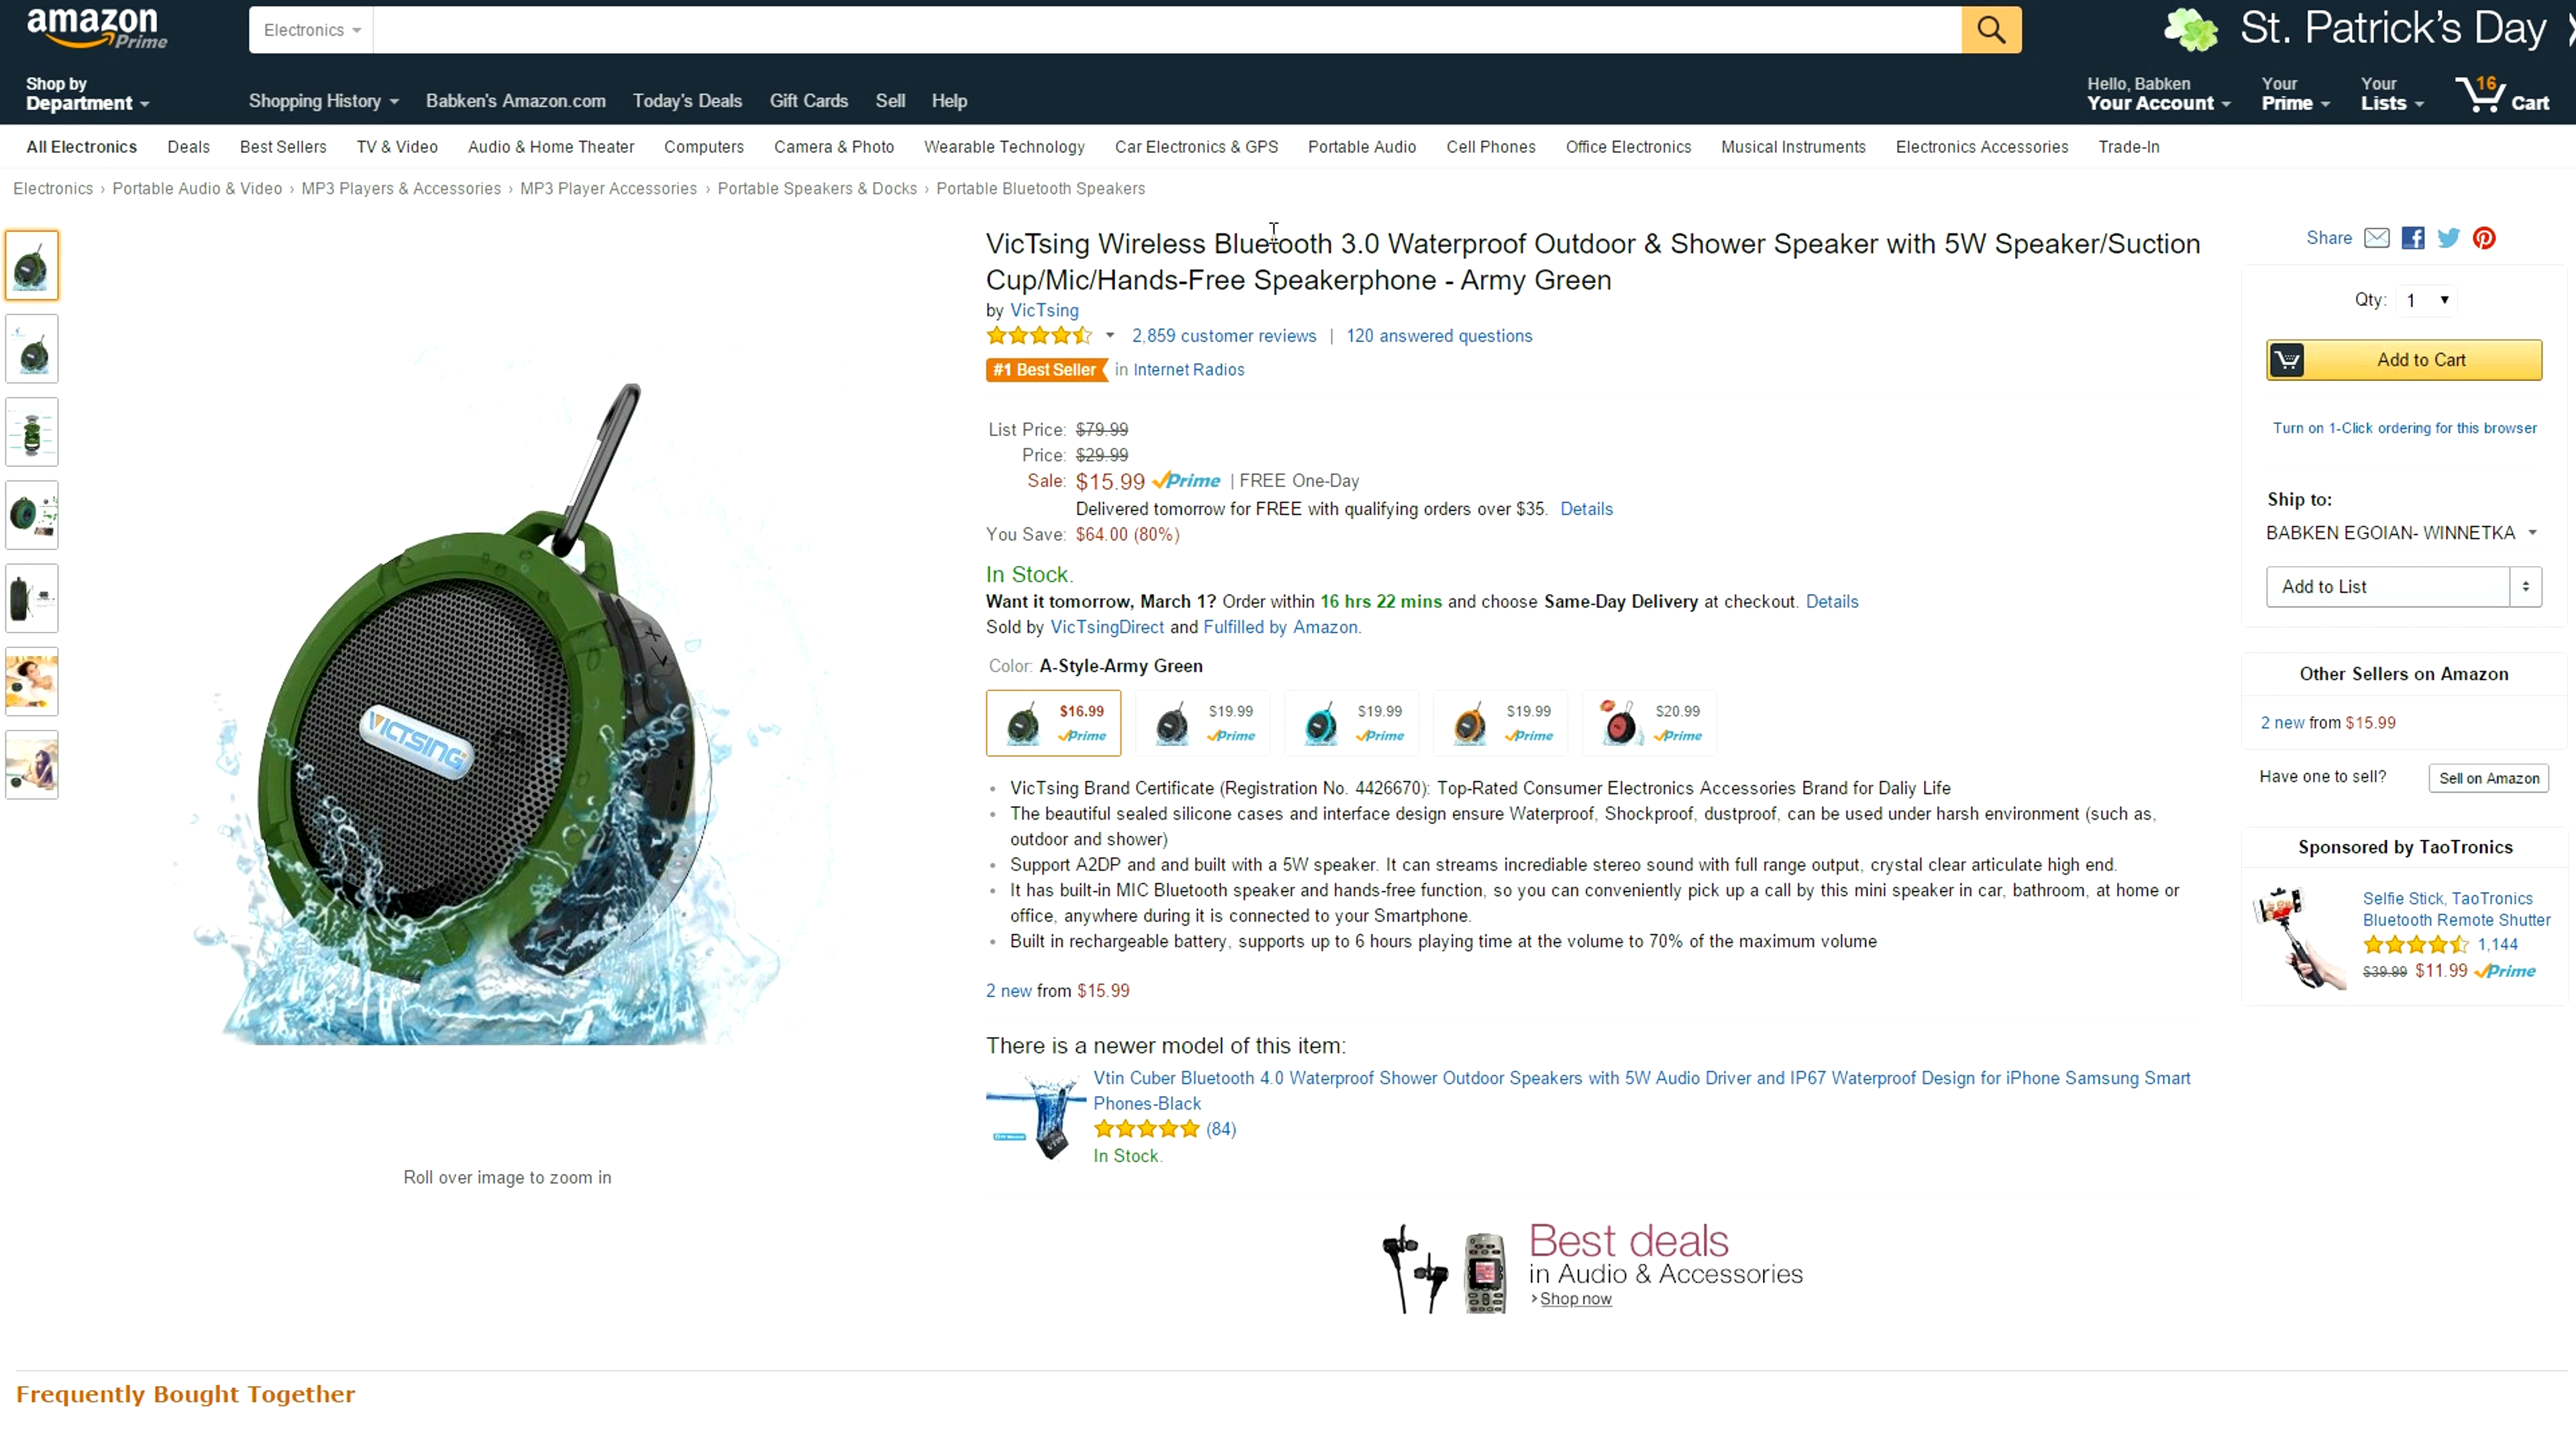 amazon
Prime
Electronics
St. Patrick's Day
Shop by
Department
Shopping History
Babken's Amazon.com
Today's Deals
Gift Cards
Sell
Help
Hello, Babken
Your Account
Your
Prime
Your
Lists
16
Cart
All Electronics
Deals
Best Sellers
TV & Video
Audio & Home Theater
Computers
Camera & Photo
Wearable Technology
Car Electronics & GPS
Portable Audio
Cell Phones
Office Electronics
Musical Instruments
Electronics Accessories
Trade-In
Electronics › Portable Audio & Video › MP3 Players & Accessories › MP3 Player Accessories › Portable Speakers & Docks › Portable Bluetooth Speakers
VICTSING
Roll over image to zoom in
VicTsing Wireless Bluetooth 3.0 Waterproof Outdoor & Shower Speaker with 5W Speaker/Suction
Cup/Mic/Hands-Free Speakerphone - Army Green
by VicTsing
2,859 customer reviews | 120 answered questions
#1 Best Seller in Internet Radios
List Price: $79.99
Price: $29.99
Sale: $15.99 Prime | FREE One-Day
Delivered tomorrow for FREE with qualifying orders over $35. Details
You Save: $64.00 (80%)
In Stock.
Want it tomorrow, March 1? Order within 16 hrs 22 mins and choose Same-Day Delivery at checkout. Details
Sold by VicTsingDirect and Fulfilled by Amazon.
Color: A-Style-Army Green
$16.99
Prime
$19.99
Prime
$19.99
Prime
$19.99
Prime
$20.99
Prime
VicTsing Brand Certificate (Registration No. 4426670): Top-Rated Consumer Electronics Accessories Brand for Daliy Life
The beautiful sealed silicone cases and interface design ensure Waterproof, Shockproof, dustproof, can be used under harsh environment (such as,
outdoor and shower)
Support A2DP and and built with a 5W speaker. It can streams increadiable stereo sound with full range output, crystal clear articulate high end.
It has built-in MIC Bluetooth speaker and hands-free function, so you can conveniently pick up a call by this mini speaker in car, bathroom, at home or
office, anywhere during it is connected to your Smartphone.
Built in rechargeable battery, supports up to 6 hours playing time at the volume to 70% of the maximum volume
2 new from $15.99
There is a newer model of this item:
Vtin Cuber Bluetooth 4.0 Waterproof Shower Outdoor Speakers with 5W Audio Driver and IP67 Waterproof Design for iPhone Samsung Smart
Phones-Black
(84)
In Stock.
Best deals
in Audio & Accessories
› Shop now
Share
Qty: 1
Add to Cart
Turn on 1-Click ordering for this browser
Ship to:
BABKEN EGOIAN- WINNETKA
Add to List
Other Sellers on Amazon
2 new from $15.99
Have one to sell?
Sell on Amazon
Sponsored by TaoTronics
Selfie Stick, TaoTronics
Bluetooth Remote Shutter
1,144
$39.99 $11.99 Prime
Frequently Bought Together